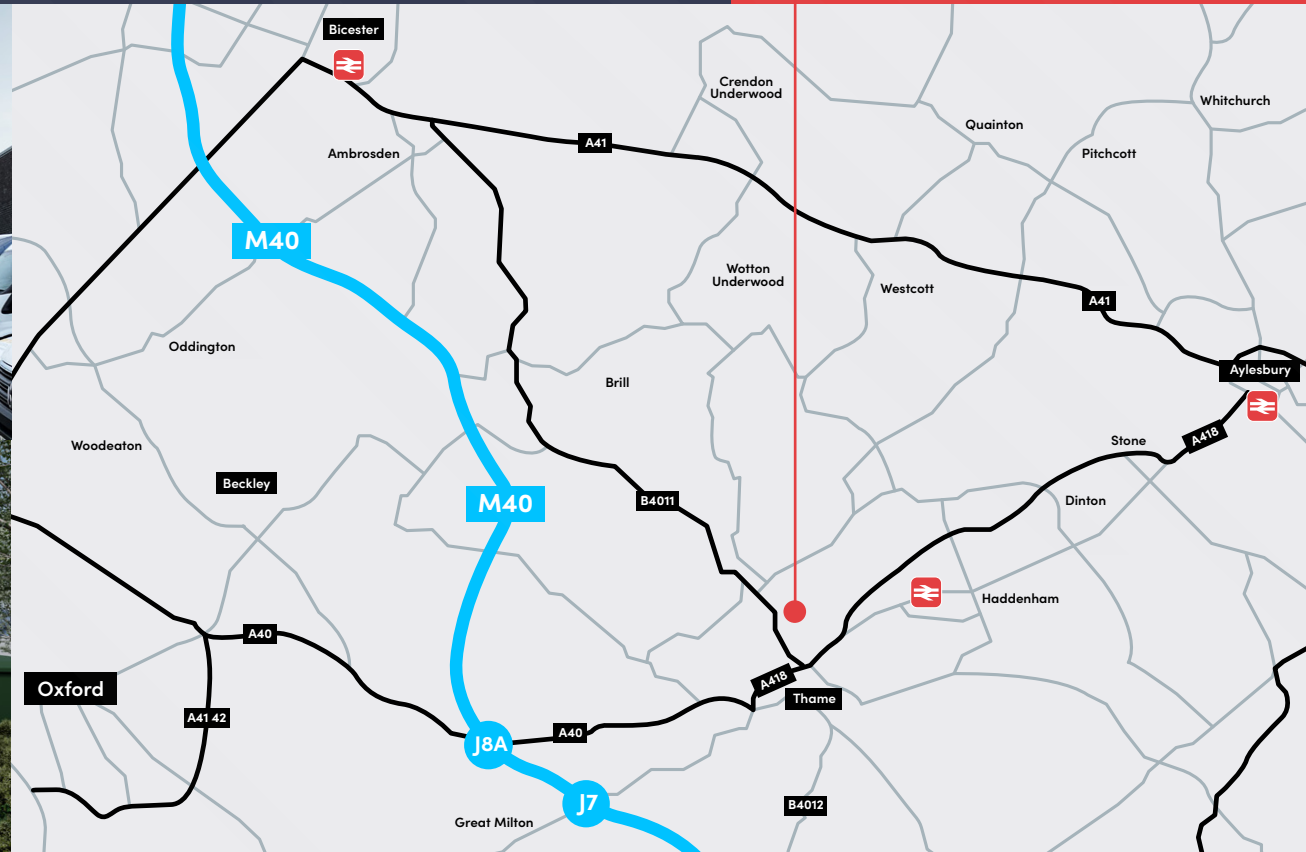 Bicester
Crendon
Underwood
Whitchurch
Quainton
A41
Ambrosden
Pitchcott
M40
Wotton
Underwood
Westcott
A41
Oddington
Aylesbury
Brill
A418
Stone
Woodeaton
Beckley
M40
B4011
Dinton
Haddenham
A40
A418
Oxford
Thame
A41 42
A40
J8A
J7
B4012
Great Milton